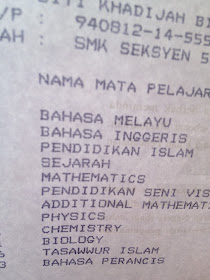 SITI KHADIJAH BI
/P : 940812-14-555
AH : SMK SEKSYEN 5
NAMA MATA PELAJAR
BAHASA MELAYU
BAHASA INGGERIS
PENDIDIKAN ISLAM
SEJARAH
MATHEMATICS
PENDIDIKAN SENI VIS
ADDITIONAL MATHEMAT
PHYSICS
CHEMISTRY
BIOLOGY
TASAWWUR ISLAM
BAHASA PERANCIS